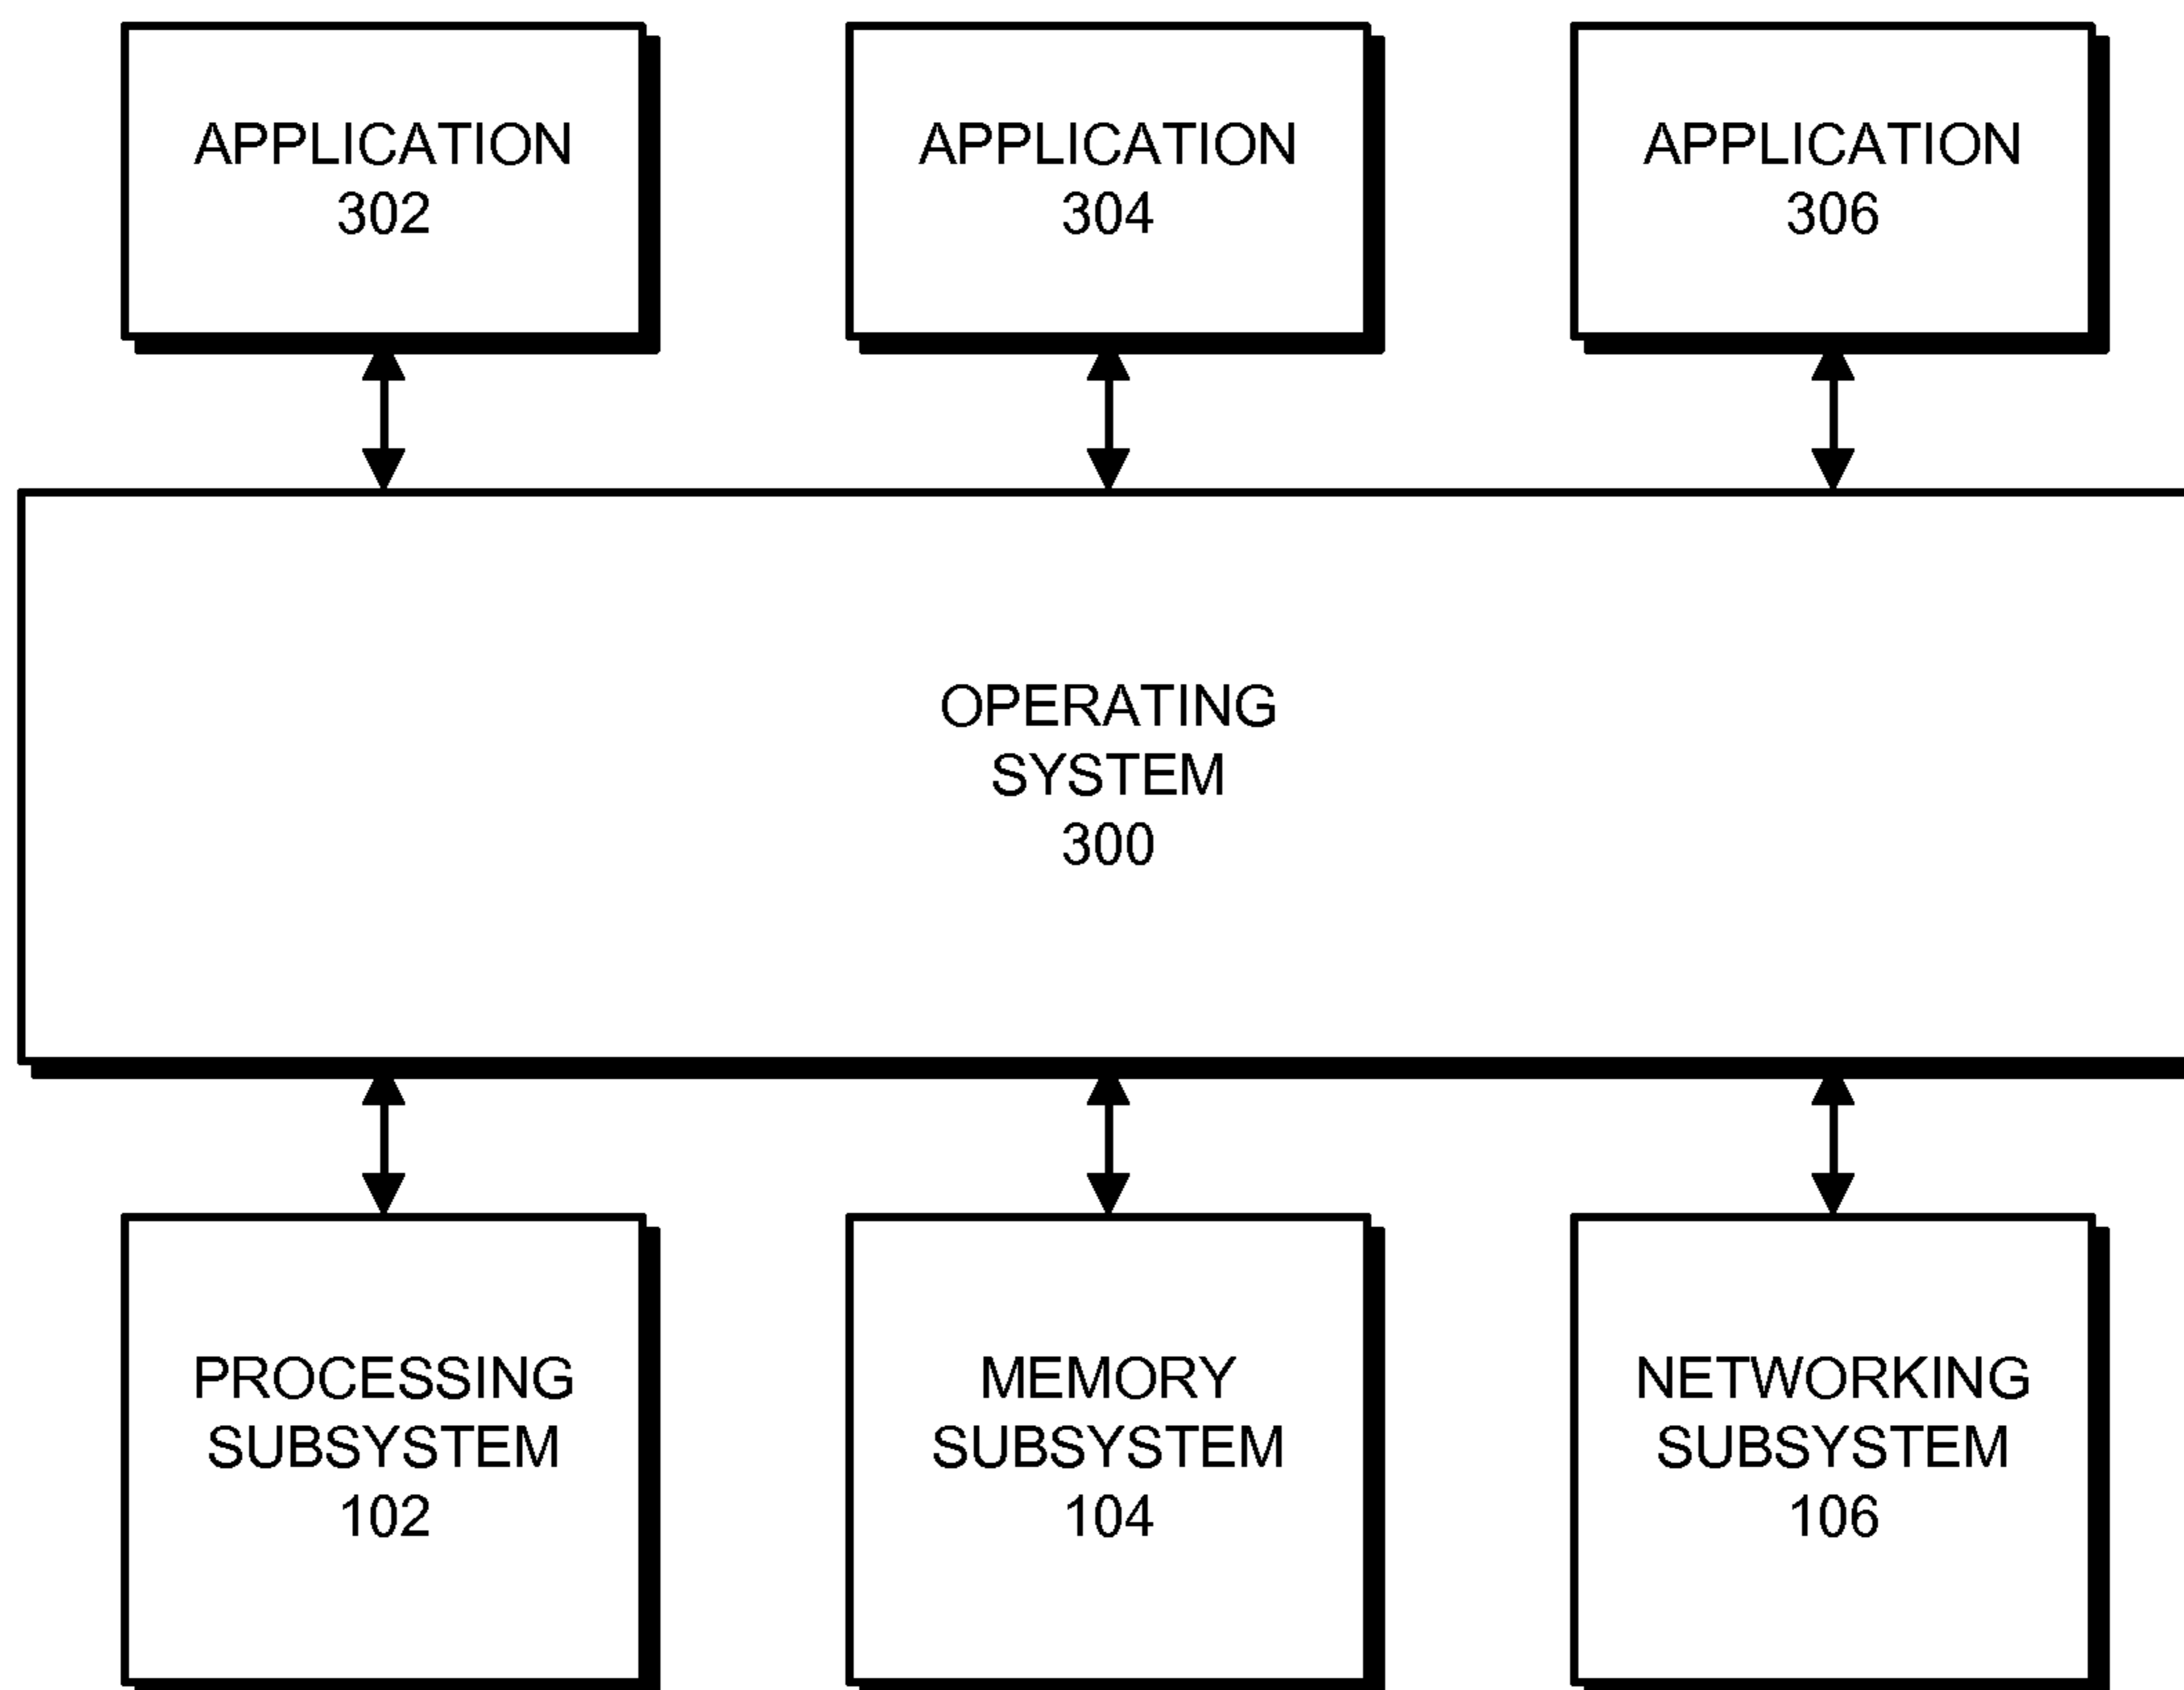 APPLICATION
302
APPLICATION
304
APPLICATION
306
OPERATING
SYSTEM
300
PROCESSING
SUBSYSTEM
102
MEMORY
SUBSYSTEM
104
NETWORKING
SUBSYSTEM
106